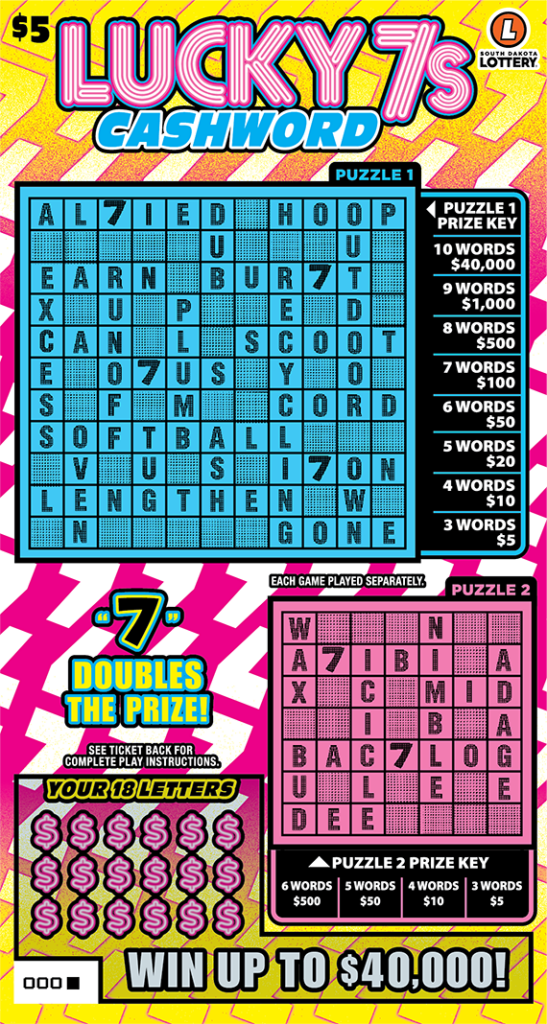 $5
LUCKY 7s
CASHWORD
L
SOUTH DAKOTA
LOTTERY
PUZZLE 1
A L 7 I E D H O O P
U U
E A R N B U R 7 T
X U P E D
C A N L S C O O T
E O 7 U S Y O
S F M C O R D
S O F T B A L L
V U S I 7 O N
L E N G T H E N W
N G O N E
PUZZLE 1
PRIZE KEY
10 WORDS
$40,000
9 WORDS
$1,000
8 WORDS
$500
7 WORDS
$100
6 WORDS
$50
5 WORDS
$20
4 WORDS
$10
3 WORDS
$5
EACH GAME PLAYED SEPARATELY.
PUZZLE 2
W N
A 7 I B I A
X C M I D
I B A
B A C 7 L O G
U L E E
D E E
"7"
DOUBLES
THE PRIZE!
SEE TICKET BACK FOR
COMPLETE PLAY INSTRUCTIONS.
YOUR 18 LETTERS
$ $ $ $ $ $
$ $ $ $ $ $
$ $ $ $ $ $
PUZZLE 2 PRIZE KEY
6 WORDS 5 WORDS 4 WORDS 3 WORDS
$500 $50 $10 $5
000
WIN UP TO $40,000!